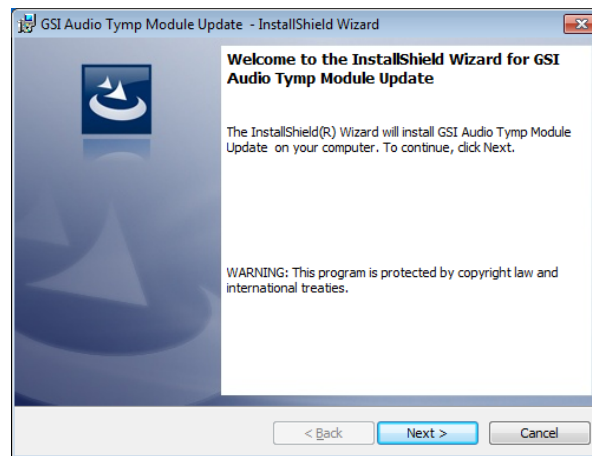 GSI Audio Tymp Module Update - InstallShield Wizard
Welcome to the InstallShield Wizard for GSI
Audio Tymp Module Update
The InstallShield(R) Wizard will install GSI Audio Tymp Module
Update on your computer. To continue, click Next.
WARNING: This program is protected by copyright law and
international treaties.
< Back
Next >
Cancel